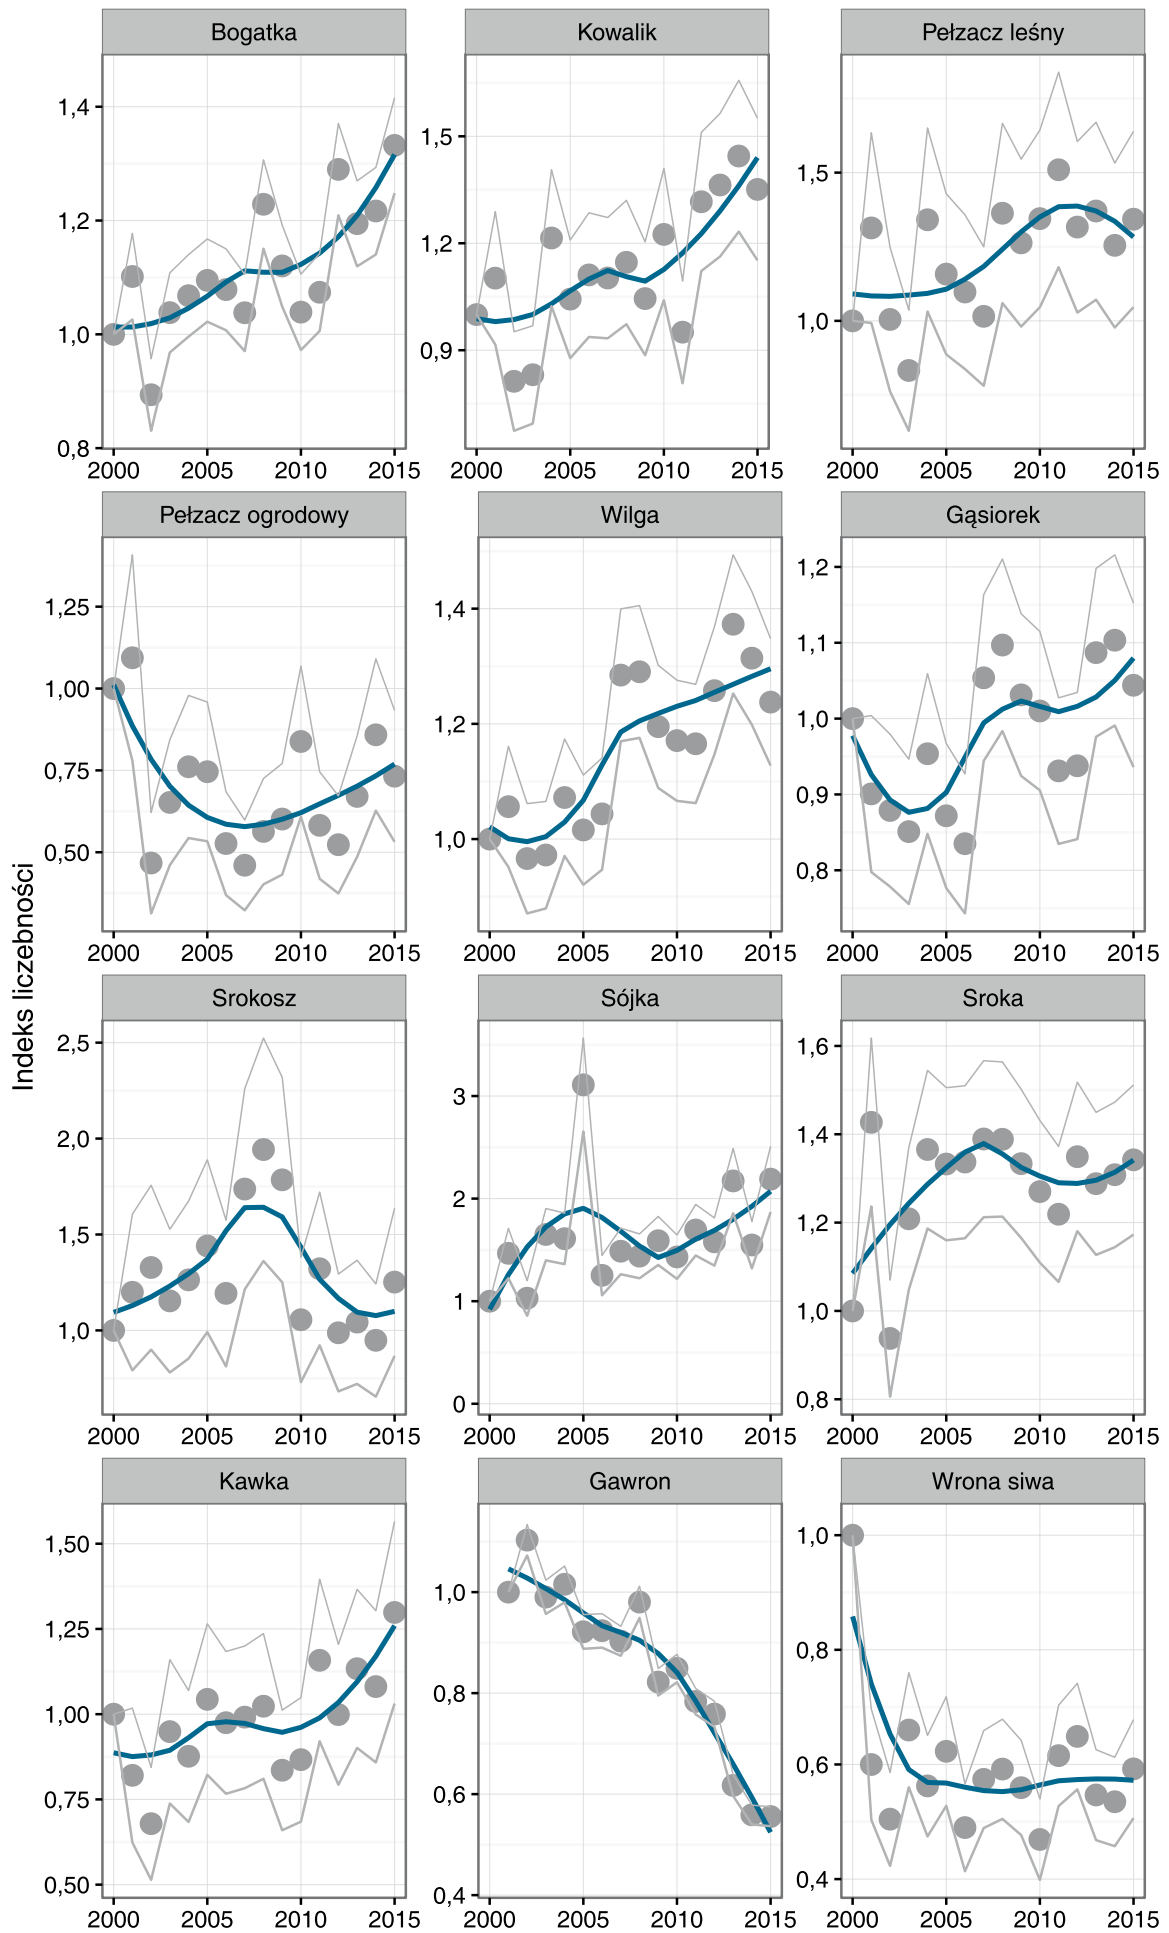 Indeks liczebności
Bogatka
1,4
1,2
1,0
0,8
2000 2005 2010 2015
Kowalik
1,5
1,2
0,9
2000 2005 2010 2015
Pełzacz leśny
1,5
1,0
2000 2005 2010 2015
Pełzacz ogrodowy
1,25
1,00
0,75
0,50
2000 2005 2010 2015
Wilga
1,4
1,2
1,0
2000 2005 2010 2015
Gąsiorek
1,2
1,1
1,0
0,9
0,8
2000 2005 2010 2015
Srokosz
2,5
2,0
1,5
1,0
2000 2005 2010 2015
Sójka
3
2
1
0
2000 2005 2010 2015
Sroka
1,6
1,4
1,2
1,0
0,8
2000 2005 2010 2015
Kawka
1,50
1,25
1,00
0,75
0,50
2000 2005 2010 2015
Gawron
1,0
0,8
0,6
0,4
2000 2005 2010 2015
Wrona siwa
1,0
0,8
0,6
0,4
2000 2005 2010 2015